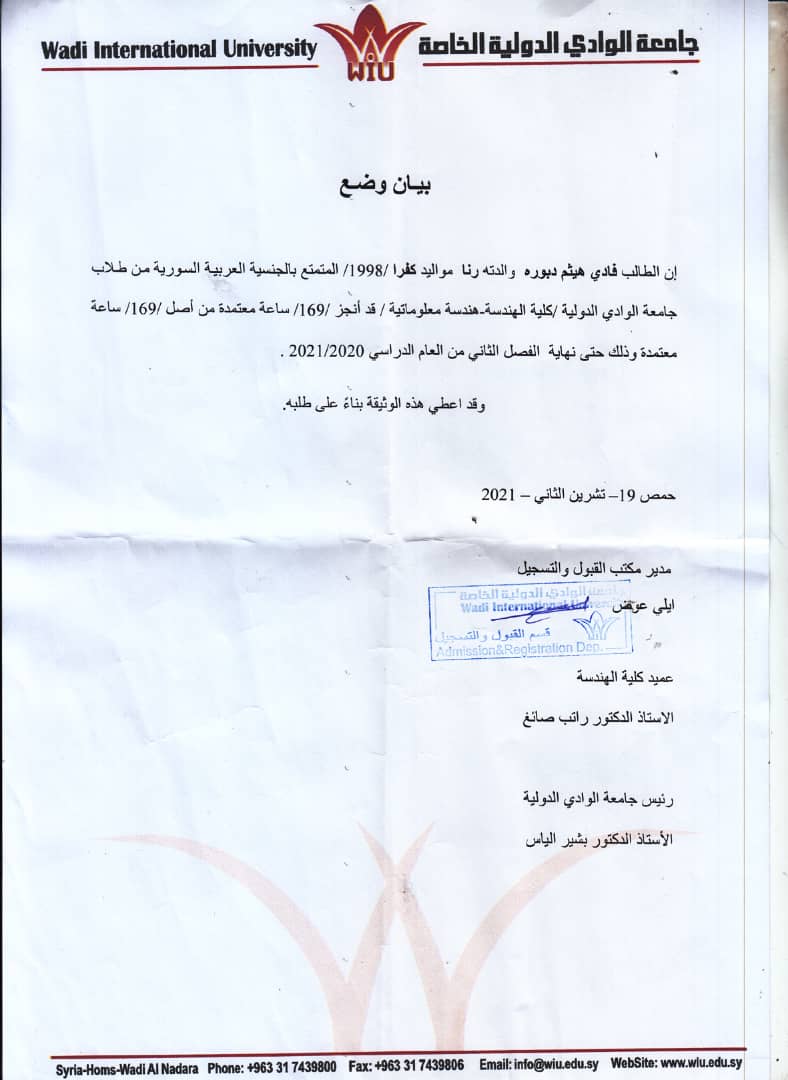 Wadi International University
WIU
جامعة الوادي الدولية الخاصة
بيان وضع
إن الطالب فادي هيثم دبوره والدته رنا مواليد كفرا /1998/ المتمتع بالجنسية العربية السورية من طلاب
جامعة الوادي الدولية /كلية الهندسة-هندسة معلوماتية / قد أنجز /169/ ساعة معتمدة من أصل /169/ ساعة
معتمدة وذلك حتى نهاية الفصل الثاني من العام الدراسي 2021/2020 .
وقد اعطي هذه الوثيقة بناءً على طلبه.
حمص 19– تشرين الثاني – 2021
مدير مكتب القبول والتسجيل
ايلي عوض
جامعة الوادي الدولية الخاصة
Wadi International University
قسم القبول والتسجيل
Admission&Registration Dep.
عميد كلية الهندسة
الاستاذ الدكتور راتب صائغ
رئيس جامعة الوادي الدولية
الأستاذ الدكتور بشير الياس
Syria-Homs-Wadi Al Nadara Phone: +963 31 7439800 Fax: +963 31 7439806 Email: info@wiu.edu.sy WebSite: www.wiu.edu.sy